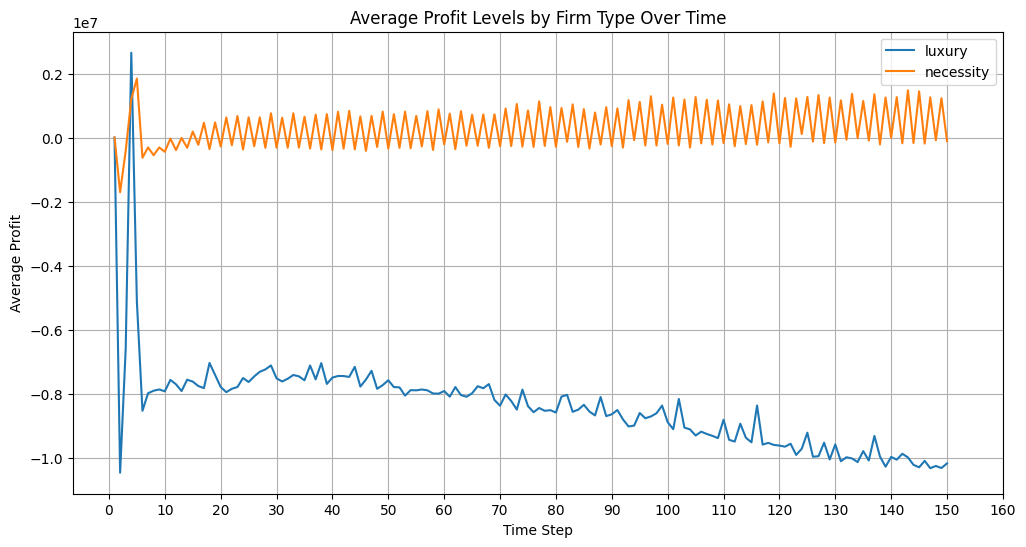 Average Profit Levels by Firm Type Over Time
1e7
luxury
necessity
0.2
0.0
−0.2
−0.4
−0.6
−0.8
−1.0
Average Profit
0 10 20 30 40 50 60 70 80 90 100 110 120 130 140 150 160
Time Step